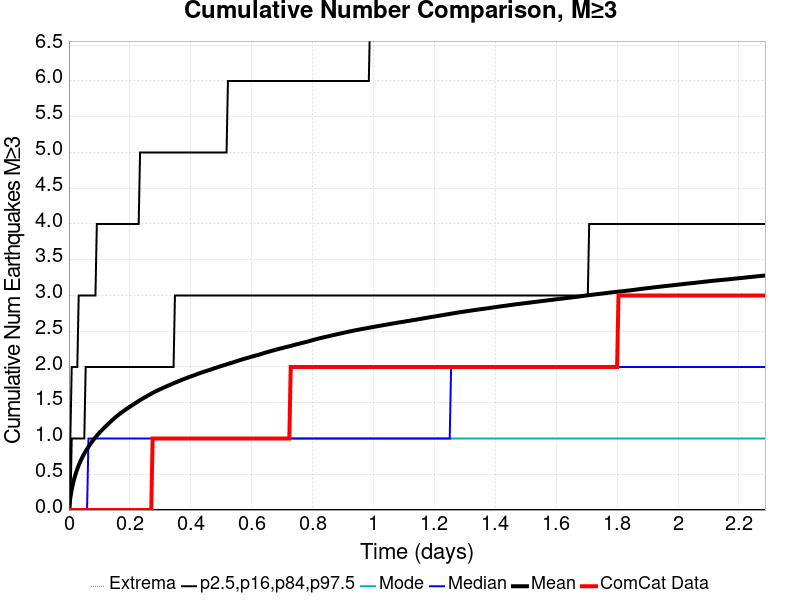 Cumulative Number Comparison, M≥3
Cumulative Num Earthquakes M≥3
6.5
6.0
5.5
5.0
4.5
4.0
3.5
3.0
2.5
2.0
1.5
1.0
0.5
0.0
0 0.2 0.4 0.6 0.8 1 1.2 1.4 1.6 1.8 2 2.2
Time (days)
Extrema p2.5,p16,p84,p97.5 Mode Median Mean ComCat Data